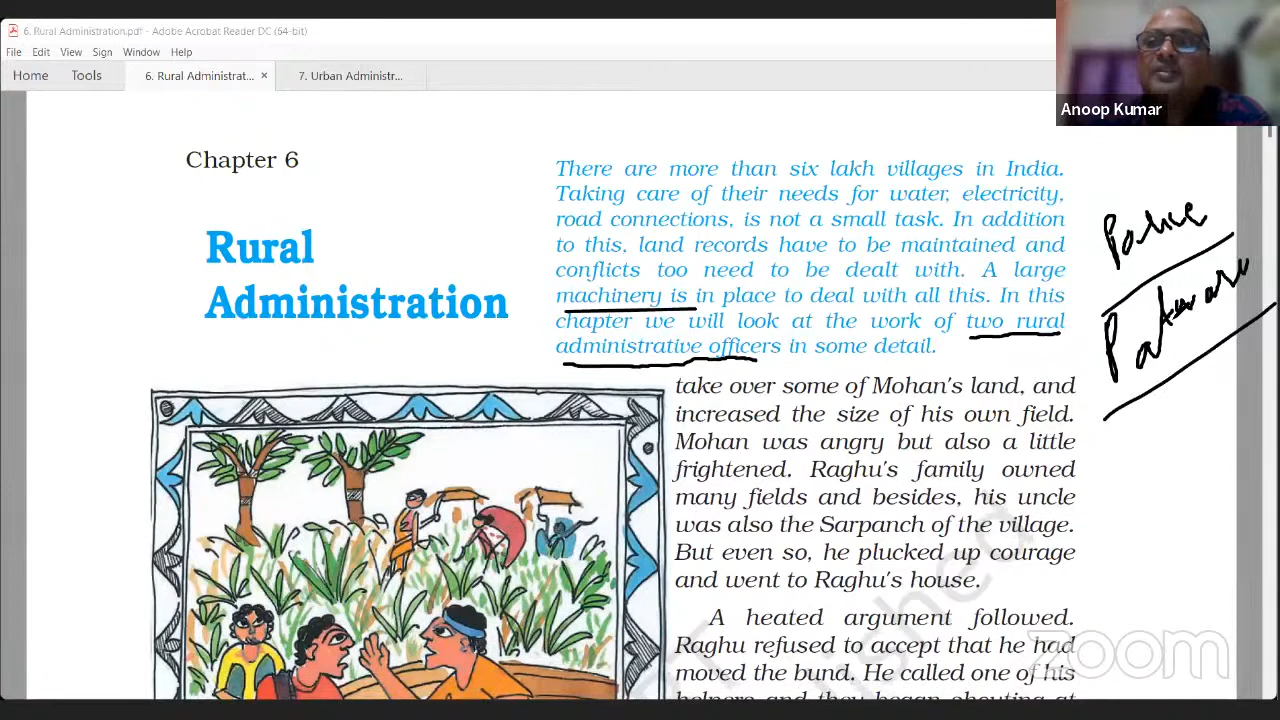 6. Rural Administration.pdf - Adobe Acrobat Reader DC (64-bit)
File Edit View Sign Window Help
Home Tools 6. Rural Administrat... × 7. Urban Administr...
Anoop Kumar
Chapter 6
Rural
Administration
There are more than six lakh villages in India.
Taking care of their needs for water, electricity,
road connections, is not a small task. In addition
to this, land records have to be maintained and
conflicts too need to be dealt with. A large
machinery is in place to deal with all this. In this
chapter we will look at the work of two rural
administrative officers in some detail.
Police
Patwari
take over some of Mohan's land, and
increased the size of his own field.
Mohan was angry but also a little
frightened. Raghu's family owned
many fields and besides, his uncle
was also the Sarpanch of the village.
But even so, he plucked up courage
and went to Raghu's house.
A heated argument followed.
Raghu refused to accept that he had
moved the bund. He called one of his
helpers and they began shouting at
zoom